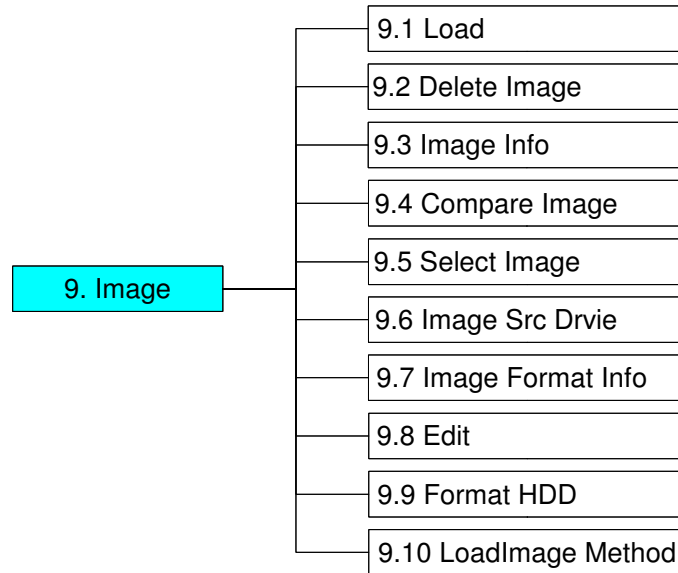 9. Image
9.1 Load
9.2 Delete Image
9.3 Image Info
9.4 Compare Image
9.5 Select Image
9.6 Image Src Drvie
9.7 Image Format Info
9.8 Edit
9.9 Format HDD
9.10 LoadImage Method